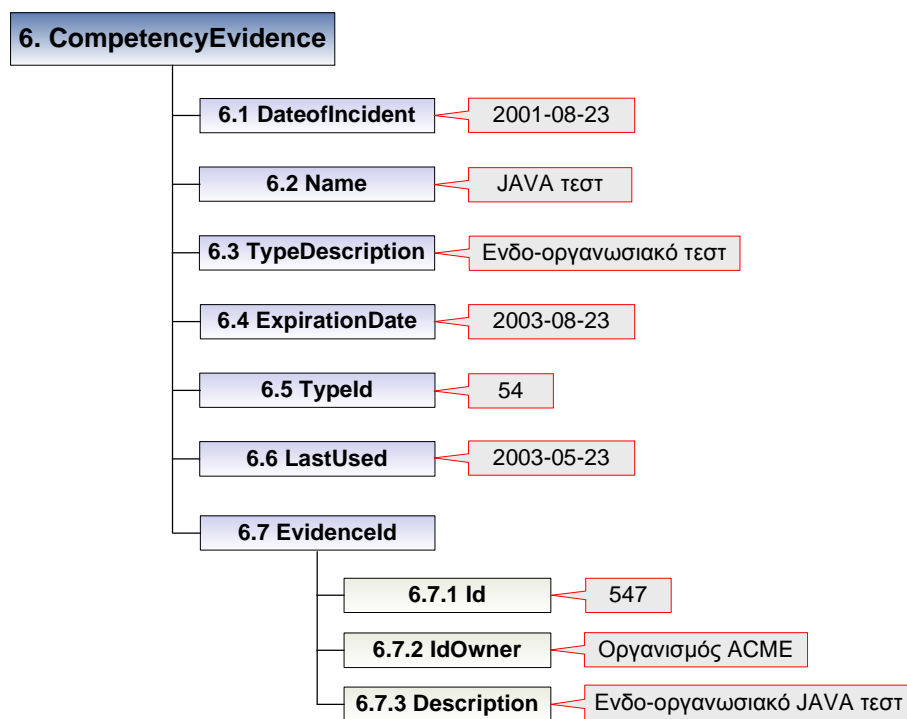 6. CompetencyEvidence
6.1 DateofIncident 2001-08-23
6.2 Name JAVA τεστ
6.3 TypeDescription Ενδο-οργανωσιακό τεστ
6.4 ExpirationDate 2003-08-23
6.5 TypeId 54
6.6 LastUsed 2003-05-23
6.7 EvidenceId
6.7.1 Id 547
6.7.2 IdOwner Οργανισμός ACME
6.7.3 Description Ενδο-οργανωσιακό JAVA τεστ